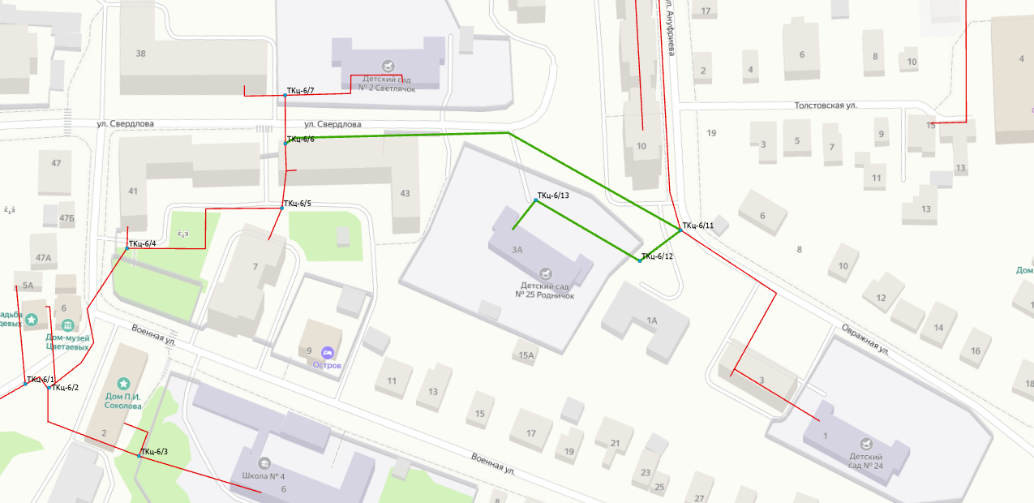 ул. Ануфриева
17
38
6
8
10
4
2
4
Детский сад
№ 2 Светлячок
ТКц-6/7
Толстовская ул.
ул. Свердлова
ул. Свердлова
15
19
9
ТКц-6/6
3
5
7
10
47
13
11
41
43
ТКц-6/13
ТКц-6/5
47Б
13
6
ТКц-6/11
ТКц-6/4
3А
8
47А
ТКц-6/12
7
10
Детский сад
№ 25 Родничок
5А
До
12
6
1А
14
Дом-музей
Цветаевых
Военная ул.
Овражная ул.
9
Остров
15А
16
ТКц-6/1
ТКц-6/2
11
3
18
13
Дом П.И.
Соколова
15
2
17
1
19
21
ТКц-6/3
Детский
сад № 24
Военная ул.
Школа № 4
23
6
25
27